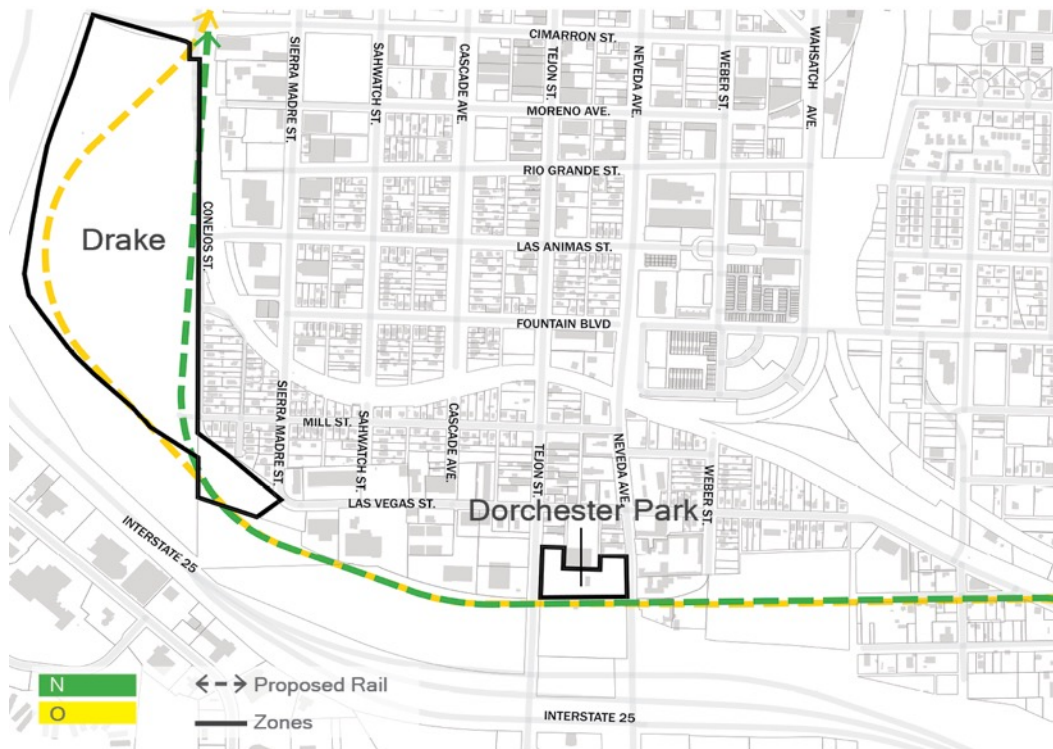 CIMARRON ST.
SIERRA MADRE ST.
SAHWATCH ST.
CASCADE AVE.
TEJON ST.
NEVEDA AVE.
WEBER ST.
WAHSATCH AVE.
MORENO AVE.
RIO GRANDE ST.
CONEJOS ST.
Drake
LAS ANIMAS ST.
FOUNTAIN BLVD
SIERRA MADRE ST.
MILL ST.
SAHWATCH ST.
CASCADE AVE.
TEJON ST.
NEVEDA AVE.
WEBER ST.
LAS VEGAS ST.
Dorchester Park
INTERSTATE 25
N
O
Proposed Rail
Zones
INTERSTATE 25